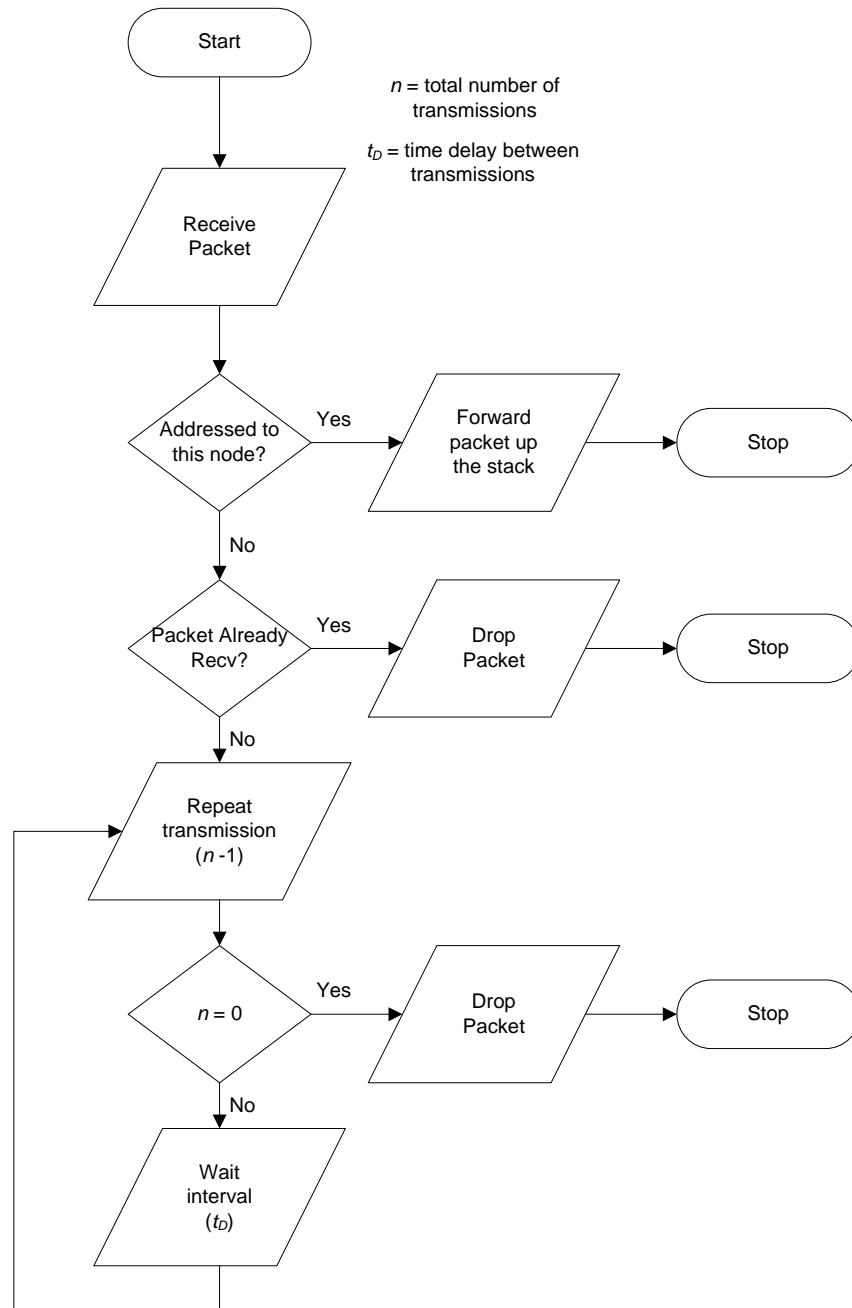 Start
n = total number of
transmissions
t_D = time delay between
transmissions
Receive
Packet
Addressed to
this node?
Yes
Forward
packet up
the stack
Stop
No
Packet Already
Recv?
Yes
Drop
Packet
Stop
No
Repeat
transmission
(n -1)
n = 0
Yes
Drop
Packet
Stop
No
Wait
interval
(t_D)